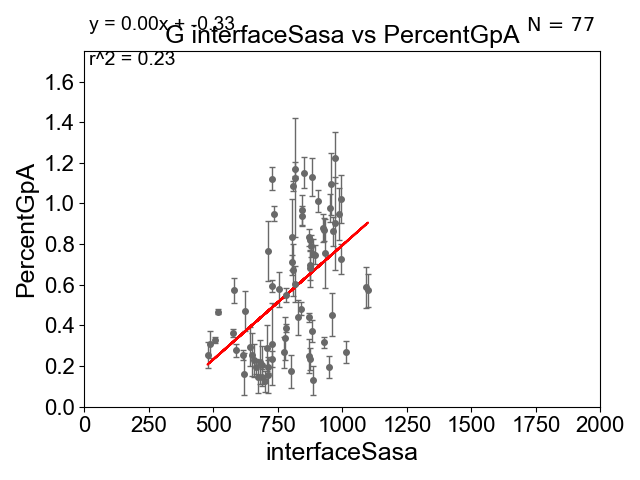 y = 0.00x + -0.33
N = 77
G interfaceSasa vs PercentGpA
r^2 = 0.23
1.6
1.4
1.2
1.0
0.8
0.6
0.4
0.2
0.0
PercentGpA
0 250 500 750 1000 1250 1500 1750 2000
interfaceSasa